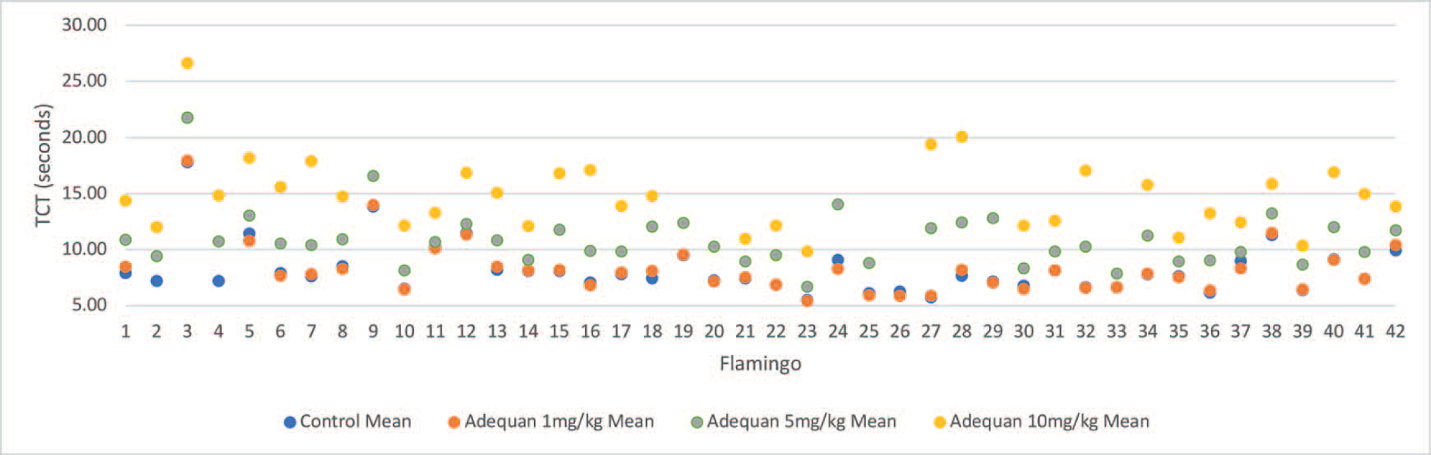 30.00
25.00
20.00
15.00
10.00
5.00
TCT (seconds)
1 2 3 4 5 6 7 8 9 10 11 12 13 14 15 16 17 18 19 20 21 22 23 24 25 26 27 28 29 30 31 32 33 34 35 36 37 38 39 40 41 42
Flamingo
Control Mean Adequan 1mg/kg Mean Adequan 5mg/kg Mean Adequan 10mg/kg Mean